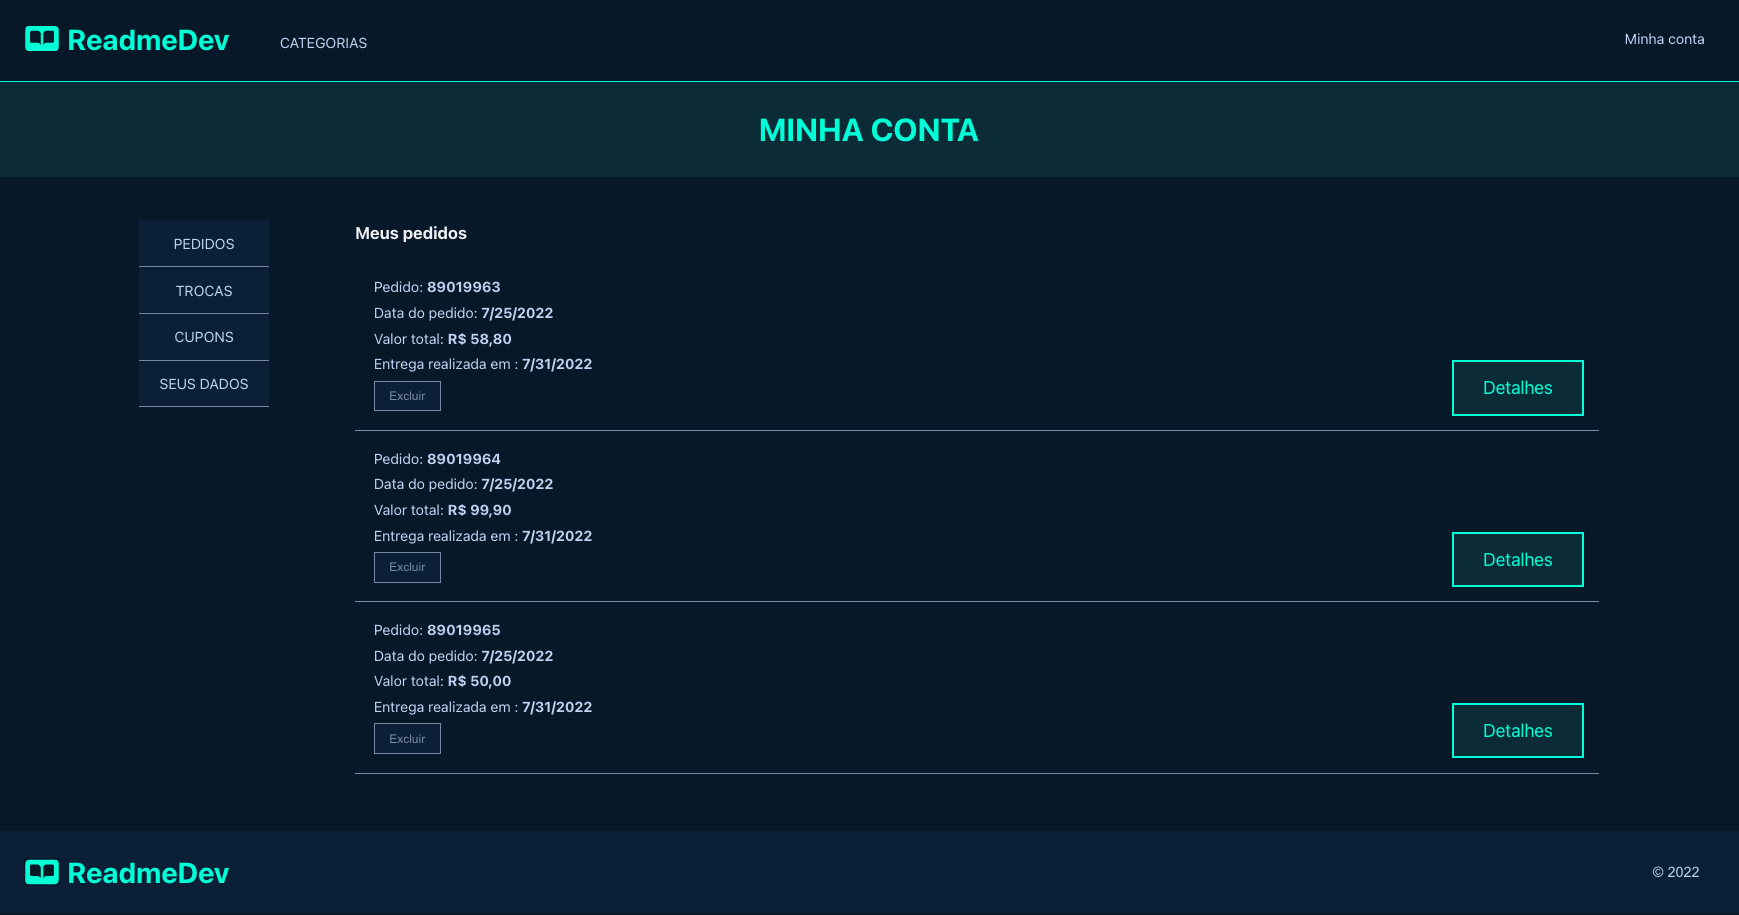 ReadmeDev
CATEGORIAS
Minha conta
MINHA CONTA
PEDIDOS
TROCAS
CUPONS
SEUS DADOS
Meus pedidos
Pedido: 89019963
Data do pedido: 7/25/2022
Valor total: R$ 58,80
Entrega realizada em : 7/31/2022
Excluir
Detalhes
Pedido: 89019964
Data do pedido: 7/25/2022
Valor total: R$ 99,90
Entrega realizada em : 7/31/2022
Excluir
Detalhes
Pedido: 89019965
Data do pedido: 7/25/2022
Valor total: R$ 50,00
Entrega realizada em : 7/31/2022
Excluir
Detalhes
ReadmeDev
© 2022